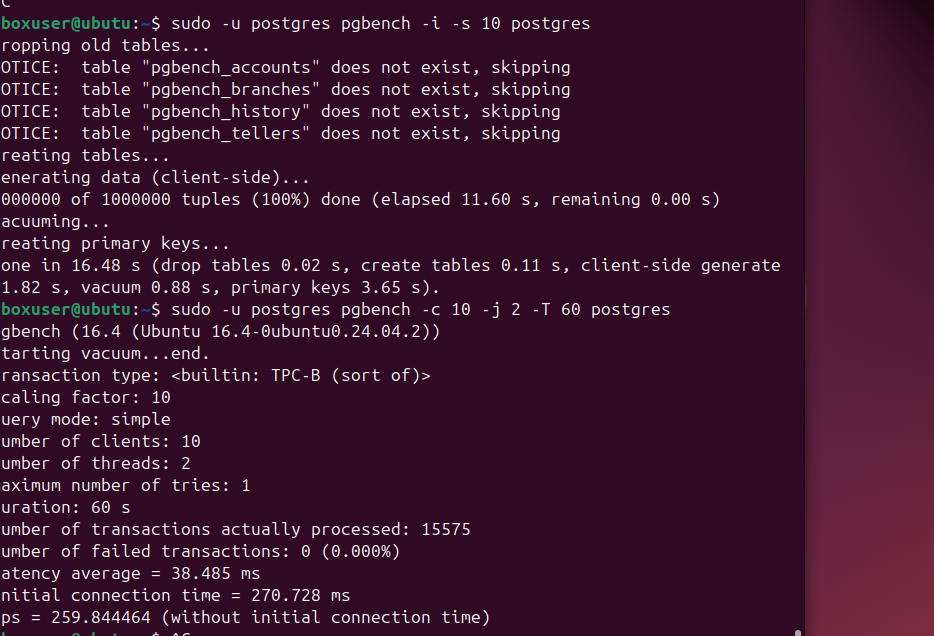 C
boxuser@ubutu:~$ sudo -u postgres pgbench -i -s 10 postgres
ropping old tables...
OTICE:  table "pgbench_accounts" does not exist, skipping
OTICE:  table "pgbench_branches" does not exist, skipping
OTICE:  table "pgbench_history" does not exist, skipping
OTICE:  table "pgbench_tellers" does not exist, skipping
reating tables...
enerating data (client-side)...
000000 of 1000000 tuples (100%) done (elapsed 11.60 s, remaining 0.00 s)
acuuming...
reating primary keys...
one in 16.48 s (drop tables 0.02 s, create tables 0.11 s, client-side generate
1.82 s, vacuum 0.88 s, primary keys 3.65 s).
boxuser@ubutu:~$ sudo -u postgres pgbench -c 10 -j 2 -T 60 postgres
gbench (16.4 (Ubuntu 16.4-0ubuntu0.24.04.2))
tarting vacuum...end.
ransaction type: <builtin: TPC-B (sort of)>
caling factor: 10
uery mode: simple
umber of clients: 10
umber of threads: 2
aximum number of tries: 1
uration: 60 s
umber of transactions actually processed: 15575
umber of failed transactions: 0 (0.000%)
atency average = 38.485 ms
nitial connection time = 270.728 ms
ps = 259.844464 (without initial connection time)